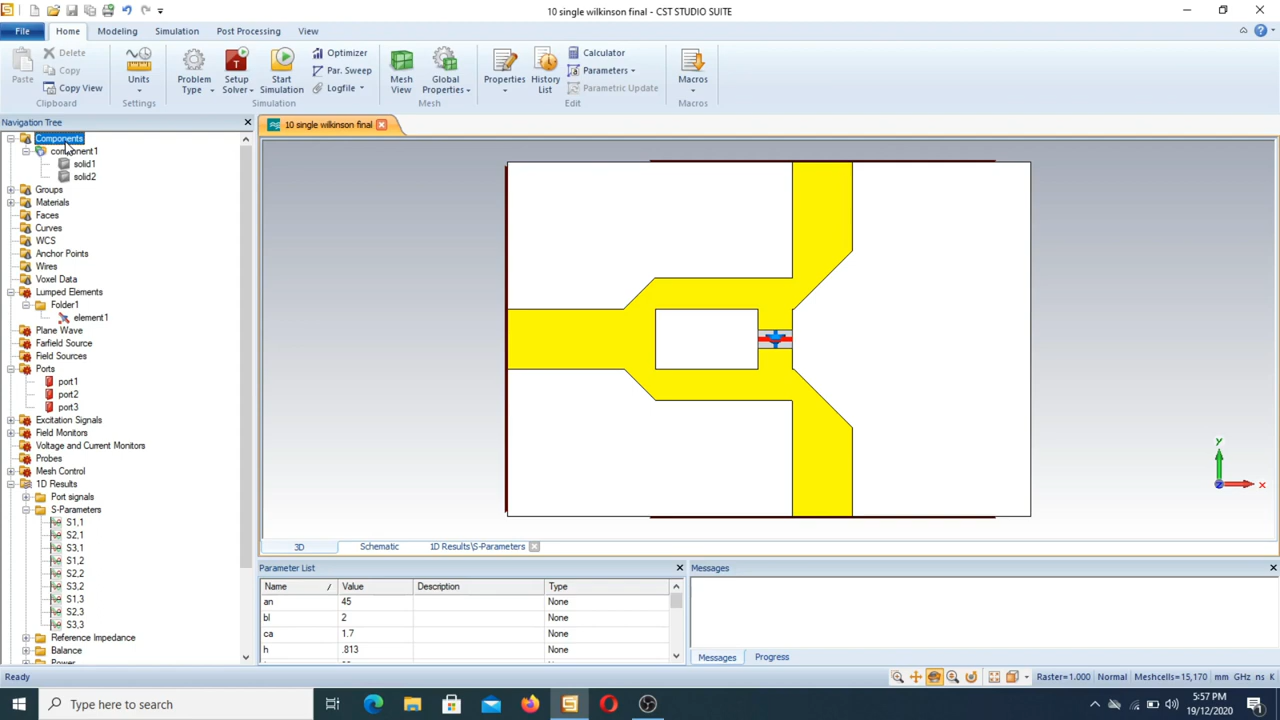 10 single wilkinson final - CST STUDIO SUITE
File Home Modeling Simulation Post Processing View
Paste Delete Copy Copy View Clipboard
Units Settings
Problem Type Setup Solver Start Simulation Optimizer Par. Sweep Logfile Simulation
Mesh View Global Properties Mesh
Properties History List Calculator Parameters Parametric Update Edit
Macros Macros
Navigation Tree
Components
component1
solid1
solid2
Groups
Materials
Faces
Curves
WCS
Anchor Points
Wires
Voxel Data
Lumped Elements
Folder1
element1
Plane Wave
Farfield Source
Field Sources
Ports
port1
port2
port3
Excitation Signals
Field Monitors
Voltage and Current Monitors
Probes
Mesh Control
1D Results
Port signals
S-Parameters
S1,1
S2,1
S3,1
S1,2
S2,2
S3,2
S1,3
S2,3
S3,3
Reference Impedance
Balance
Power
10 single wilkinson final
y
x
3D Schematic 1D Results\S-Parameters
Parameter List
Name / Value Description Type
an 45 None
bl 2 None
ca 1.7 None
h .813 None
Messages
Messages Progress
Ready
Raster=1.000 Normal Meshcells=15,170 mm GHz ns K
Type here to search
5:57 PM
19/12/2020